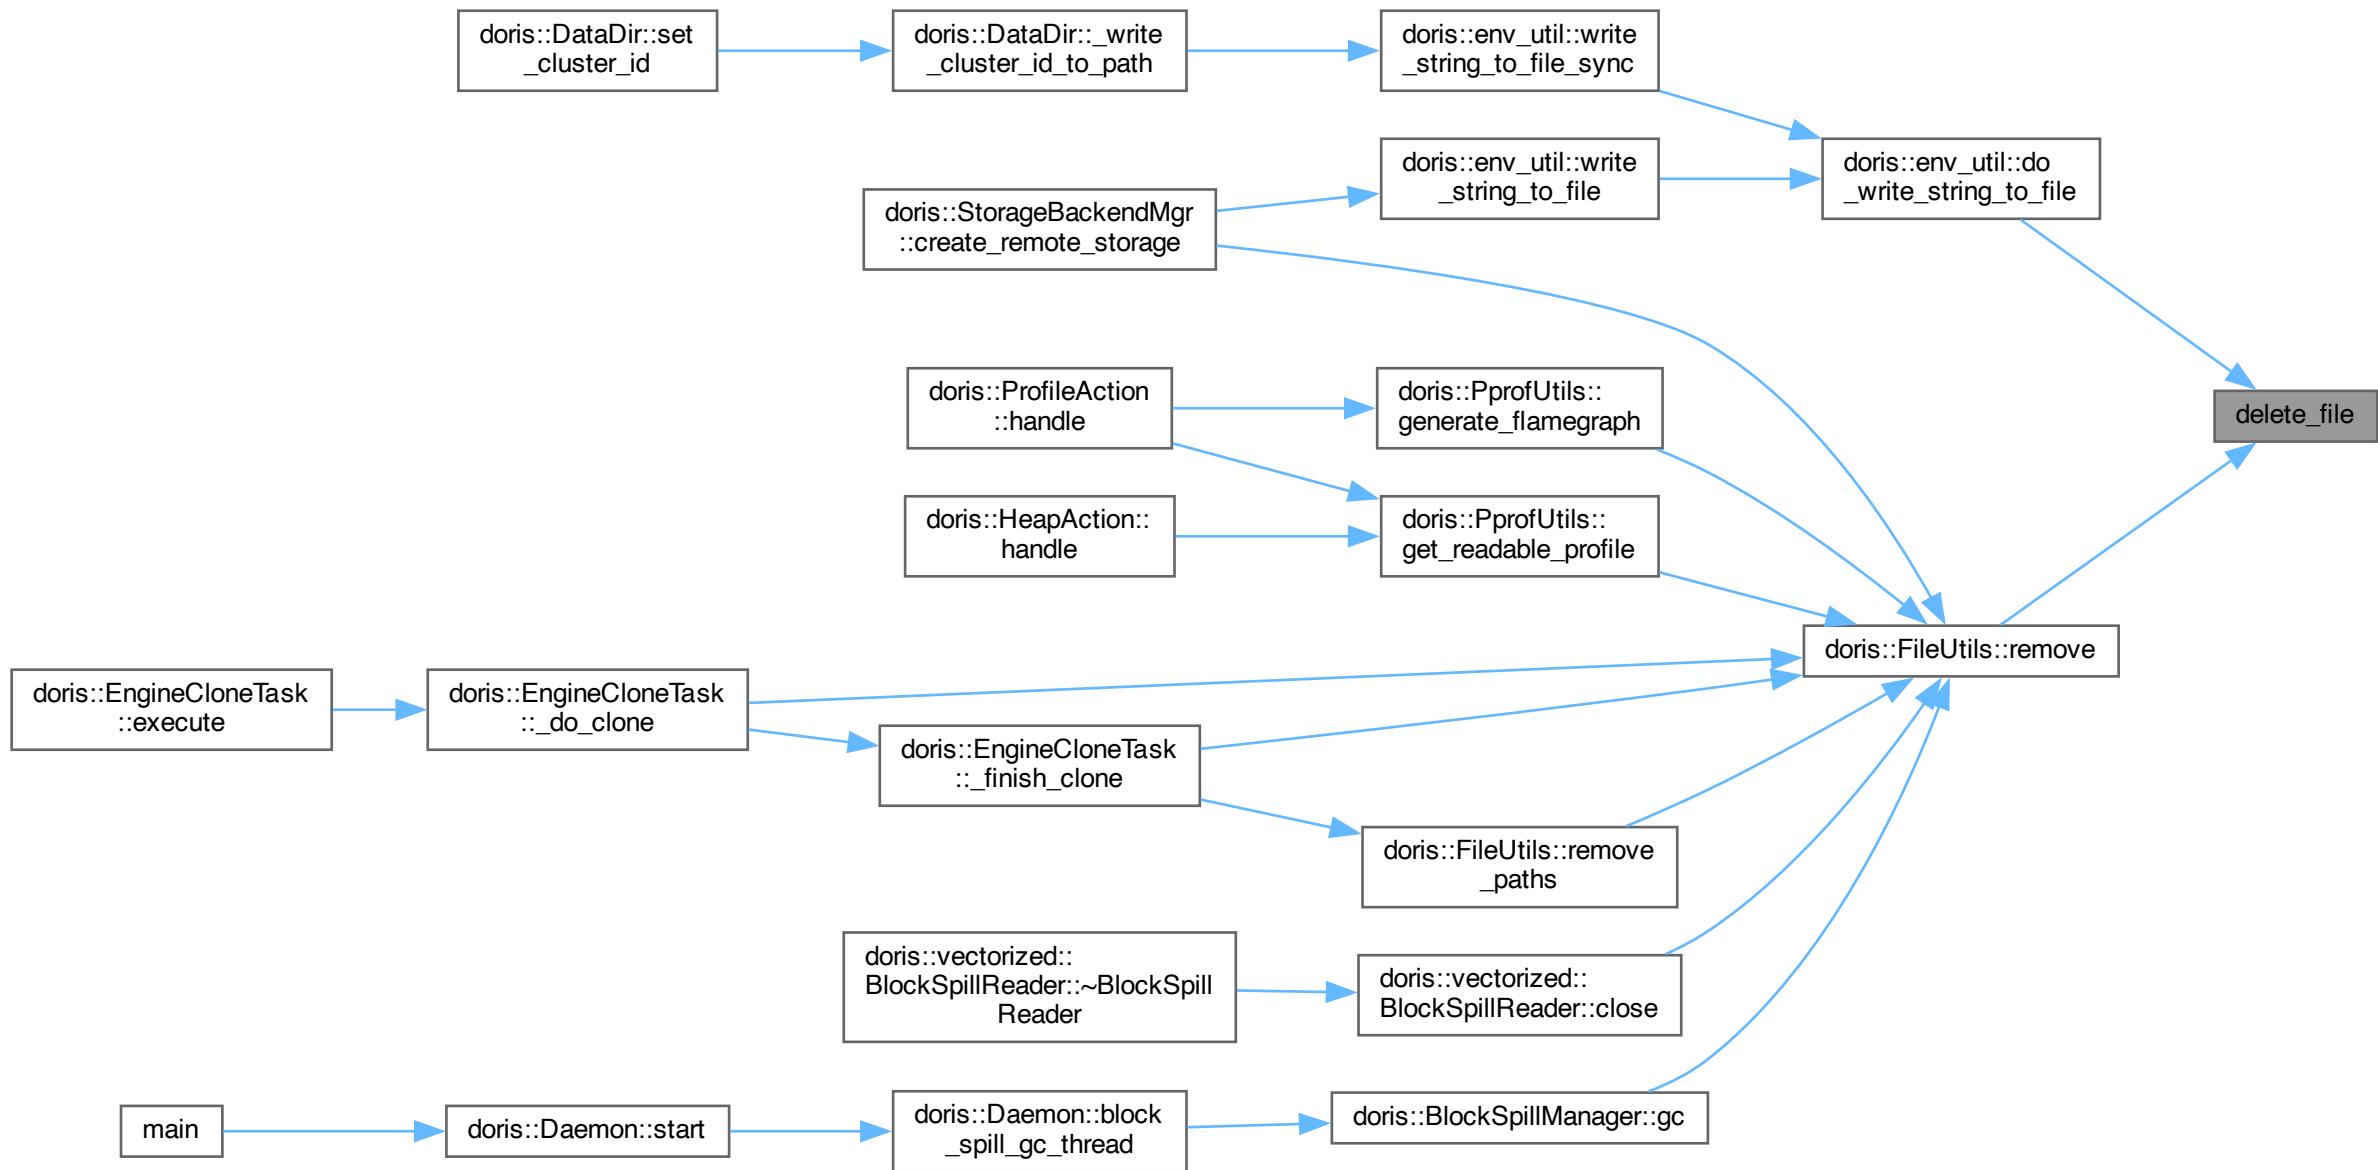 doris::DataDir::set
_cluster_id
doris::DataDir::_write
_cluster_id_to_path
doris::env_util::write
_string_to_file_sync
doris::env_util::write
_string_to_file
doris::env_util::do
_write_string_to_file
doris::StorageBackendMgr
::create_remote_storage
doris::ProfileAction
::handle
doris::PprofUtils::
generate_flamegraph
delete_file
doris::HeapAction::
handle
doris::PprofUtils::
get_readable_profile
doris::FileUtils::remove
doris::EngineCloneTask
::execute
doris::EngineCloneTask
::_do_clone
doris::EngineCloneTask
::_finish_clone
doris::FileUtils::remove
_paths
doris::vectorized::
BlockSpillReader::~BlockSpill
Reader
doris::vectorized::
BlockSpillReader::close
main
doris::Daemon::start
doris::Daemon::block
_spill_gc_thread
doris::BlockSpillManager::gc